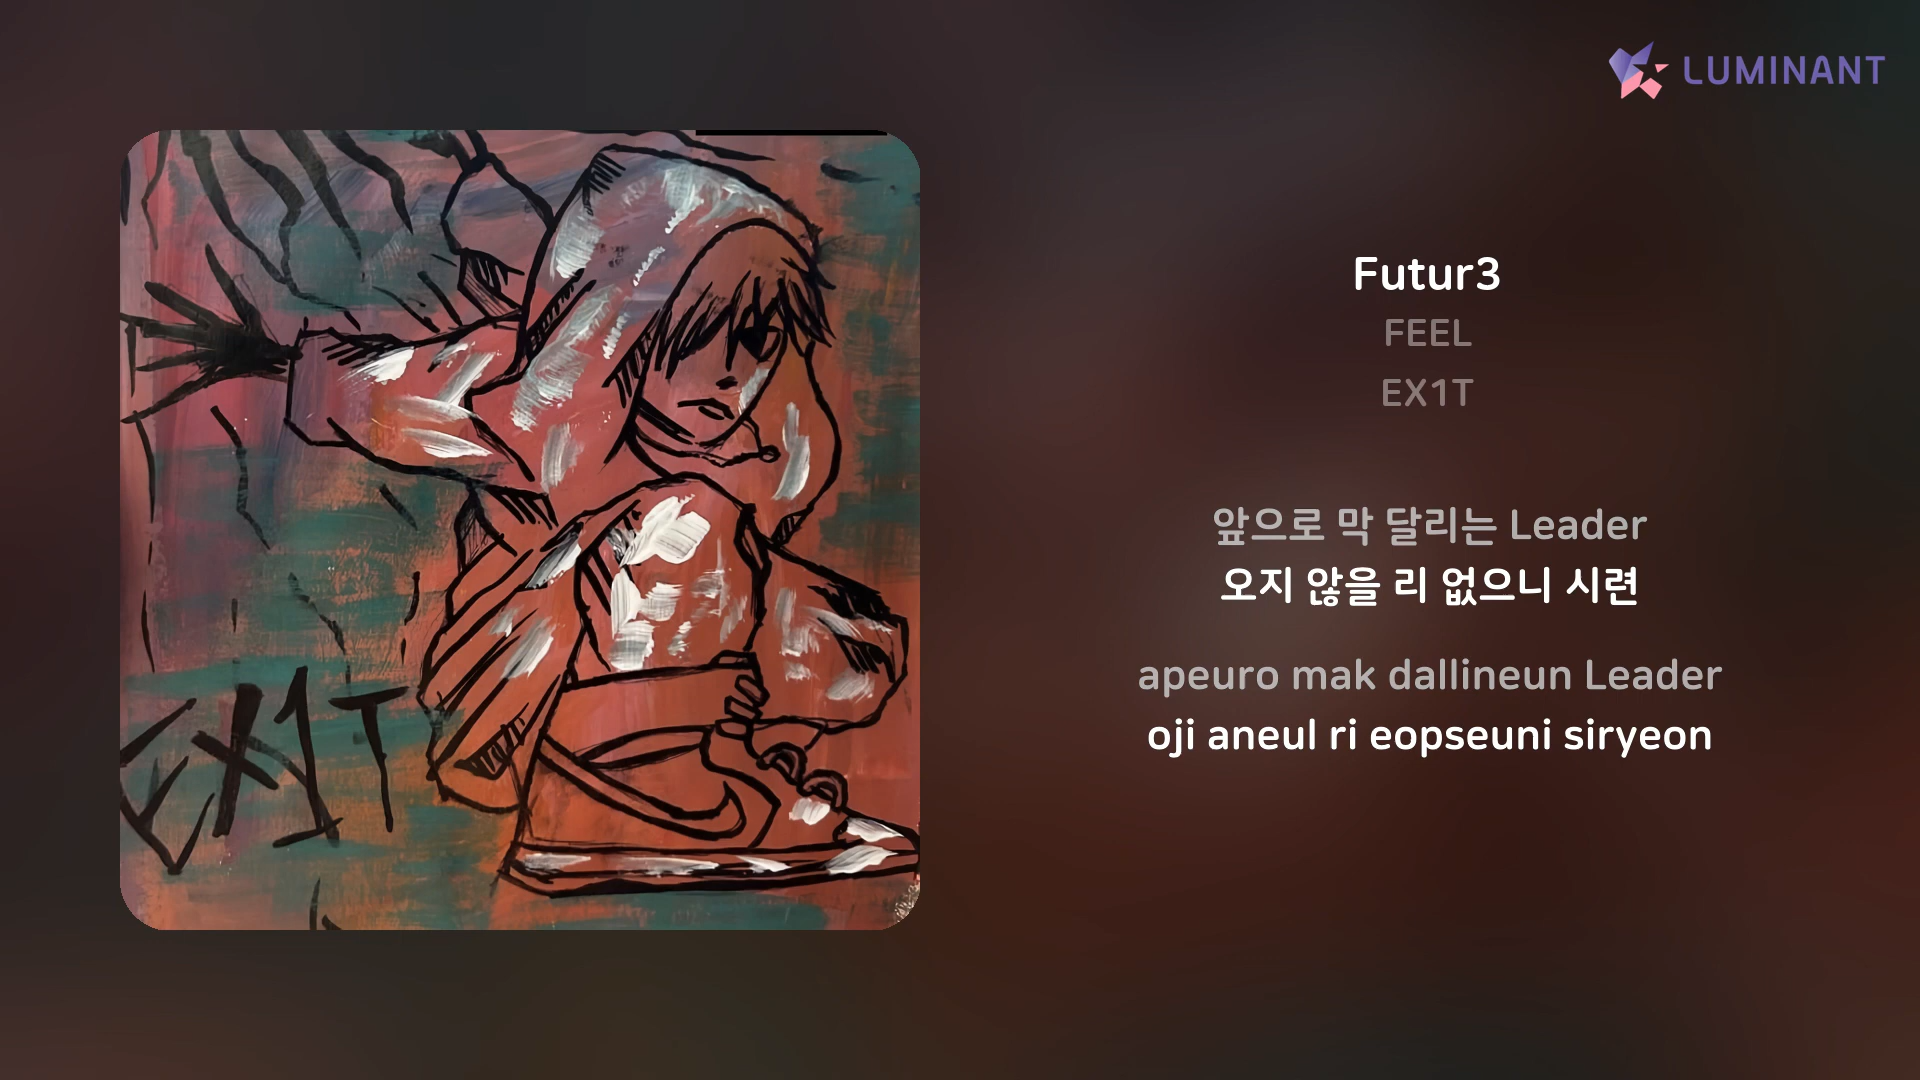 LUMINANT
Futur3
FEEL
EX1T
앞으로 막 달리는 Leader
오지 않을 리 없으니 시련
apeuro mak dallineun Leader
oji aneul ri eopseuni siryeon
EX1T